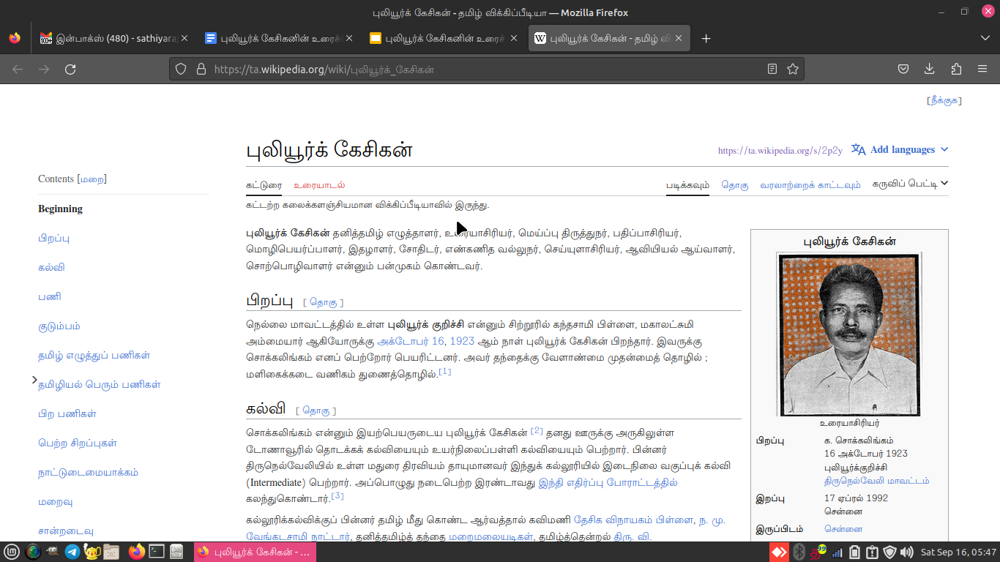 புலியூர்க் கேசிகன் - தமிழ் விக்கிப்பீடியா — Mozilla Firefox
இன்பாக்ஸ் (480) - sathiyara
புலியூர்க் கேசிகனின் உரைச்
புலியூர்க் கேசிகனின் உரைச்
புலியூர்க் கேசிகன் - தமிழ் வி
https://ta.wikipedia.org/wiki/புலியூர்க்_கேசிகன்
[நீக்குக]
புலியூர்க் கேசிகன்
https://ta.wikipedia.org/s/2p2y
Add languages
Contents [மறை]
Beginning
பிறப்பு
கல்வி
பணி
குடும்பம்
தமிழ் எழுத்துப் பணிகள்
தமிழியல் பெரும் பணிகள்
பிற பணிகள்
பெற்ற சிறப்புகள்
நாட்டுடைமையாக்கம்
மறைவு
சான்றடைவு
கட்டுரை உரையாடல் படிக்கவும் தொகு வரலாற்றைக் காட்டவும் கருவிப் பெட்டி
கட்டற்ற கலைக்களஞ்சியமான விக்கிப்பீடியாவில் இருந்து.
புலியூர்க் கேசிகன் தனித்தமிழ் எழுத்தாளர், உரையாசிரியர், மெய்ப்பு திருத்துநர், பதிப்பாசிரியர்,
மொழிபெயர்ப்பாளர், இதழாளர், சோதிடர், எண்கணித வல்லுநர், செய்யுளாசிரியர், ஆவியியல் ஆய்வாளர்,
சொற்பொழிவாளர் என்னும் பன்முகம் கொண்டவர்.
பிறப்பு [ தொகு ]
நெல்லை மாவட்டத்தில் உள்ள புலியூர்க் குறிச்சி என்னும் சிற்றூரில் கந்தசாமி பிள்ளை, மகாலட்சுமி
அம்மையார் ஆகியோருக்கு அக்டோபர் 16, 1923 ஆம் நாள் புலியூர்க் கேசிகன் பிறந்தார். இவருக்கு
சொக்கலிங்கம் எனப் பெற்றோர் பெயரிட்டனர். அவர் தந்தைக்கு வேளாண்மை முதன்மைத் தொழில் ;
மளிகைக்கடை வணிகம் துணைத்தொழில்.[1]
கல்வி [ தொகு ]
சொக்கலிங்கம் என்னும் இயற்பெயருடைய புலியூர்க் கேசிகன் [2] தனது ஊருக்கு அருகிலுள்ள
டோணாவூரில் தொடக்கக் கல்வியையும் உயர்நிலைப்பள்ளி கல்வியையும் பெற்றார். பின்னர்
திருநெல்வேலியில் உள்ள மதுரை திரவியம் தாயுமானவர் இந்துக் கல்லூரியில் இடைநிலை வகுப்புக் கல்வி
(Intermediate) பெற்றார். அப்பொழுது நடைபெற்ற இரண்டாவது இந்தி எதிர்ப்பு போராட்டத்தில்
கலந்துகொண்டார்.[3]
கல்லூரிக்கல்விக்குப் பின்னர் தமிழ் மீது கொண்ட ஆர்வத்தால் கவிமணி தேசிக விநாயகம் பிள்ளை, ந. மு.
வேங்கடசாமி நாட்டார், தனித்தமிழ்த் தந்தை மறைமலையடிகள், தமிழ்த்தென்றல் திரு. வி.
புலியூர்க் கேசிகன்
உரையாசிரியர்
பிறப்பு க. சொக்கலிங்கம்
16 அக்டோபர் 1923
புலியூர்க்குறிச்சி
திருநெல்வேலி மாவட்டம்
இறப்பு 17 ஏப்ரல் 1992
சென்னை
இருப்பிடம் சென்னை
புலியூர்க் கேசிகன் - ...
99
Sat Sep 16, 05:47